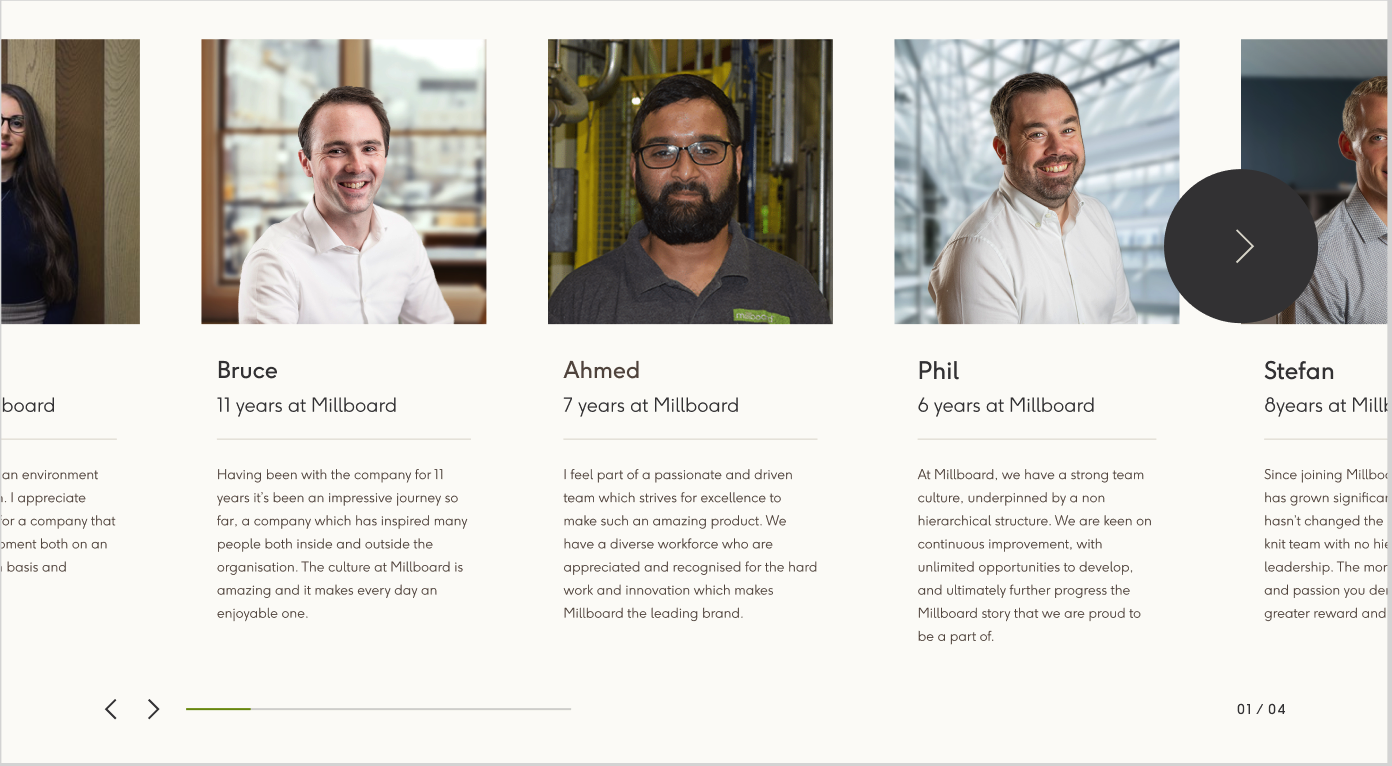 board
an environment
. I appreciate
for a company that
both on an
basis and
Bruce
11 years at Millboard
Having been with the company for 11
years it's been an impressive journey so
far, a company which has inspired many
people both inside and outside the
organisation. The culture at Millboard is
amazing and it makes every day an
enjoyable one.
millboard
Ahmed
7 years at Millboard
I feel part of a passionate and driven
team which strives for excellence to
make such an amazing product. We
have a diverse workforce who are
appreciated and recognised for the hard
work and innovation which makes
Millboard the leading brand.
Phil
6 years at Millboard
At Millboard, we have a strong team
culture, underpinned by a non
hierarchical structure. We are keen on
continuous improvement, with
unlimited opportunities to develop,
and ultimately further progress the
Millboard story that we are proud to
be a part of.
Stefan
8years at
Since joining
has grown
hasn't changed the
knit team with no
leadership. The
and passion you
greater reward and
01 / 04